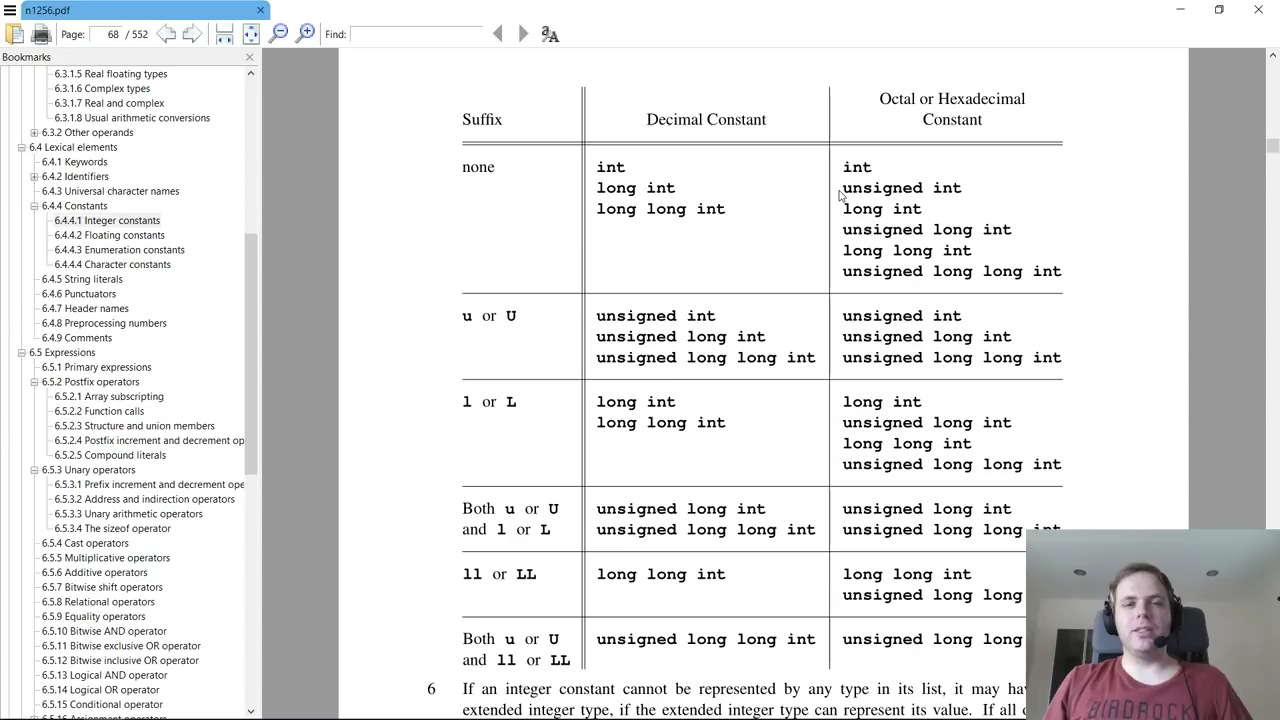 n1256.pdf
Page: 68 / 552 Find:
Bookmarks
6.3.1.5 Real floating types
6.3.1.6 Complex types
6.3.1.7 Real and complex
6.3.1.8 Usual arithmetic conversions
6.3.2 Other operands
6.4 Lexical elements
6.4.1 Keywords
6.4.2 Identifiers
6.4.3 Universal character names
6.4.4 Constants
6.4.4.1 Integer constants
6.4.4.2 Floating constants
6.4.4.3 Enumeration constants
6.4.4.4 Character constants
6.4.5 String literals
6.4.6 Punctuators
6.4.7 Header names
6.4.8 Preprocessing numbers
6.4.9 Comments
6.5 Expressions
6.5.1 Primary expressions
6.5.2 Postfix operators
6.5.2.1 Array subscripting
6.5.2.2 Function calls
6.5.2.3 Structure and union members
6.5.2.4 Postfix increment and decrement op
6.5.2.5 Compound literals
6.5.3 Unary operators
6.5.3.1 Prefix increment and decrement ope
6.5.3.2 Address and indirection operators
6.5.3.3 Unary arithmetic operators
6.5.3.4 The sizeof operator
6.5.4 Cast operators
6.5.5 Multiplicative operators
6.5.6 Additive operators
6.5.7 Bitwise shift operators
6.5.8 Relational operators
6.5.9 Equality operators
6.5.10 Bitwise AND operator
6.5.11 Bitwise exclusive OR operator
6.5.12 Bitwise inclusive OR operator
6.5.13 Logical AND operator
6.5.14 Logical OR operator
6.5.15 Conditional operator
6.5.16 Assignment operators
Octal or Hexadecimal
Suffix Decimal Constant Constant
none int int
long int unsigned int
long long int long int
unsigned long int
long long int
unsigned long long int
u or U unsigned int unsigned int
unsigned long int unsigned long int
unsigned long long int unsigned long long int
l or L long int long int
long long int unsigned long int
long long int
unsigned long long int
Both u or U unsigned long int unsigned long int
and l or L unsigned long long int unsigned long long int
ll or LL long long int long long int
unsigned long long
Both u or U unsigned long long int unsigned long long
and ll or LL
6 If an integer constant cannot be represented by any type in its list, it may hav
extended integer type, if the extended integer type can represent its value. If all o
BIRDROCK